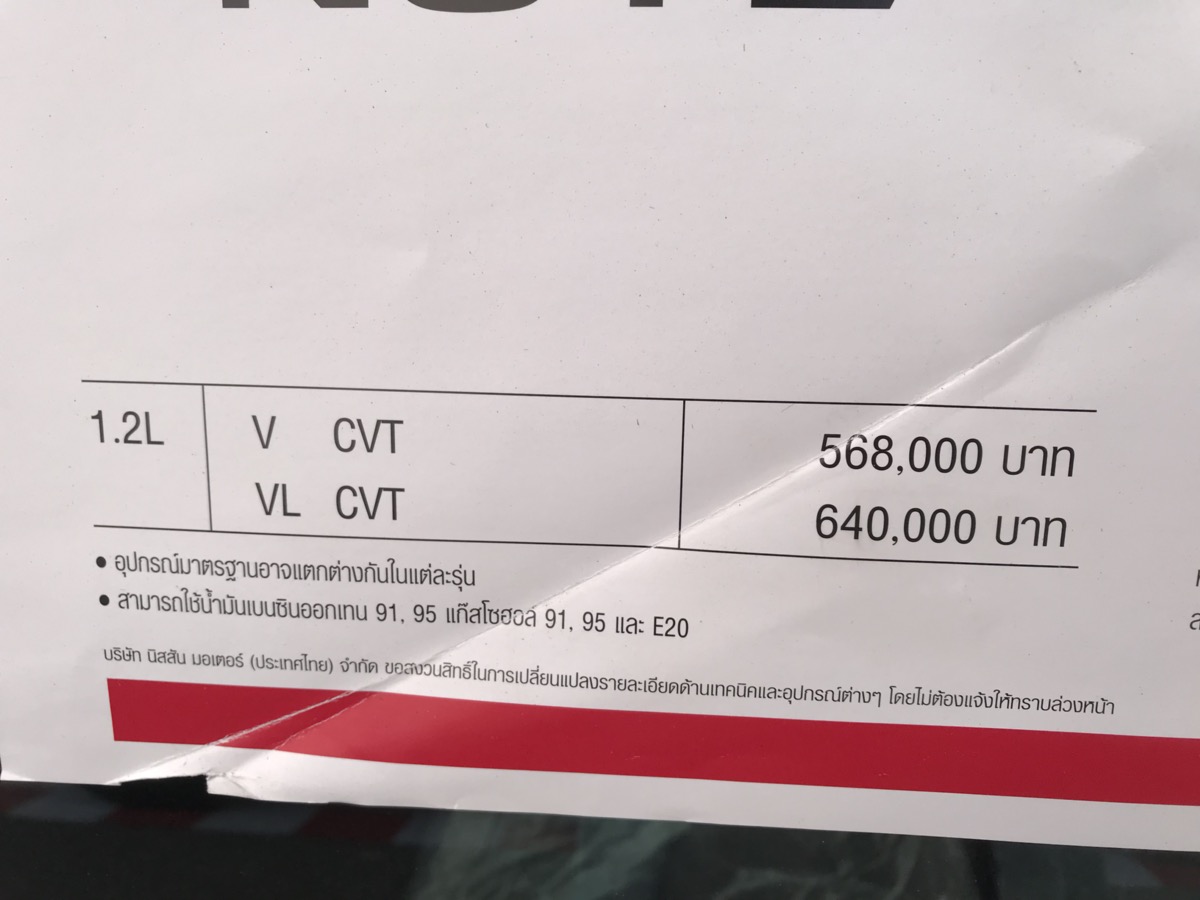 NOTE
1.2L V CVT 568,000 บาท
VL CVT 640,000 บาท
• อุปกรณ์มาตรฐานอาจแตกต่างกันในแต่ละรุ่น
• สามารถใช้น้ำมันเบนซินออกเทน 91, 95 แก๊สโซฮอล์ 91, 95 และ E20
บริษัท นิสสัน มอเตอร์ (ประเทศไทย) จำกัด ขอสงวนสิทธิ์ในการเปลี่ยนแปลงรายละเอียดด้านเทคนิคและอุปกรณ์ต่างๆ โดยไม่ต้องแจ้งให้ทราบล่วงหน้า